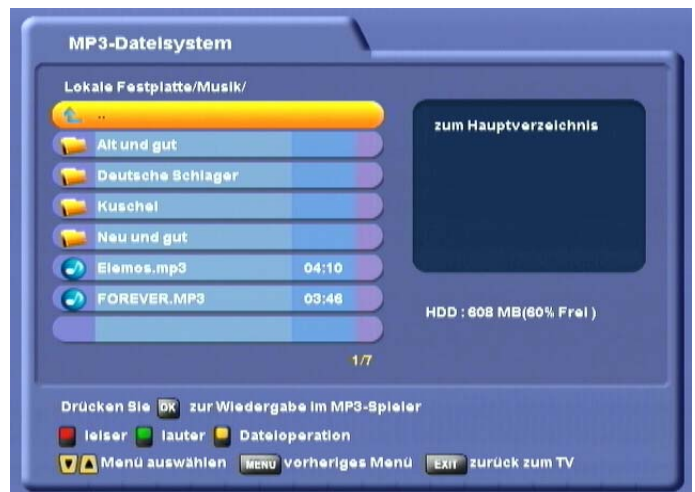 MP3-Dateisystem
Lokale Festplatte/Musik/
..
zum Hauptverzeichnis
Alt und gut
Deutsche Schlager
Kuschel
Neu und gut
Elemos.mp3 04:10
FOREVER.MP3 03:46
HDD : 608 MB(60% Frei )
1/7
Drücken Sie OK zur Wiedergabe im MP3-Spieler
leiser lauter Dateioperation
Menü auswählen MENU vorheriges Menü EXIT zurück zum TV